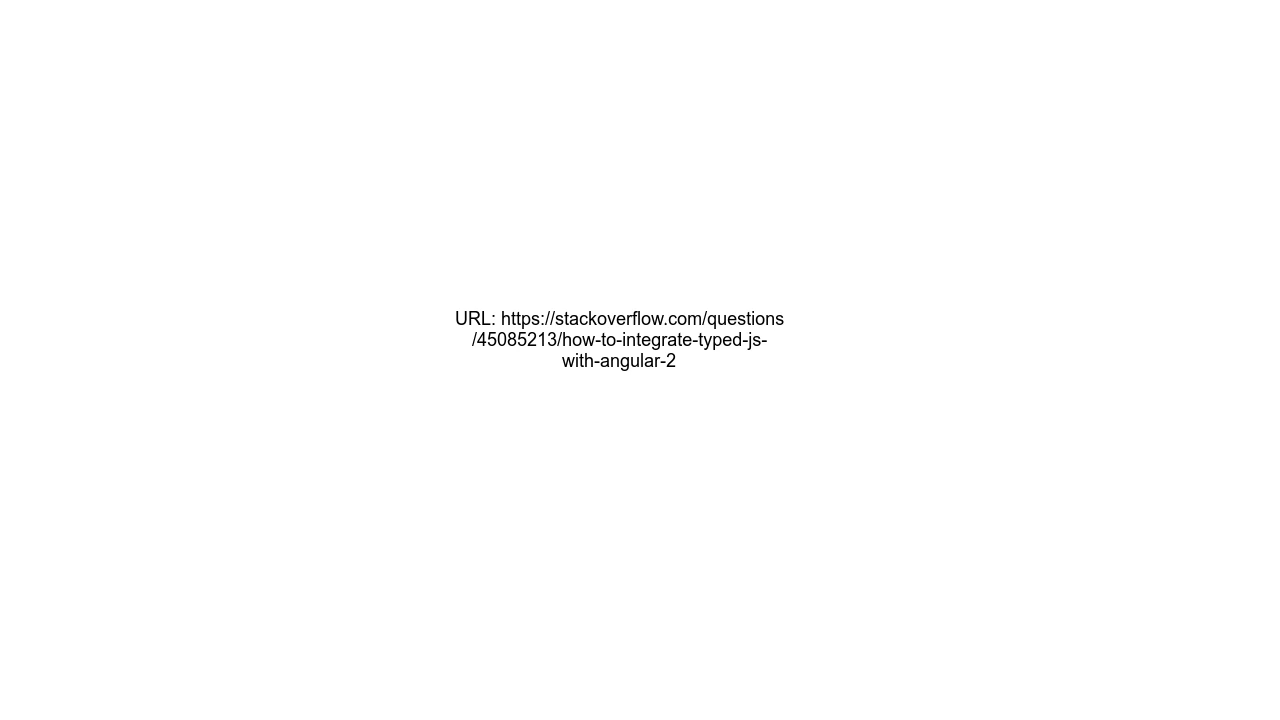 URL: https://stackoverflow.com/questions
/45085213/how-to-integrate-typed-js-
with-angular-2